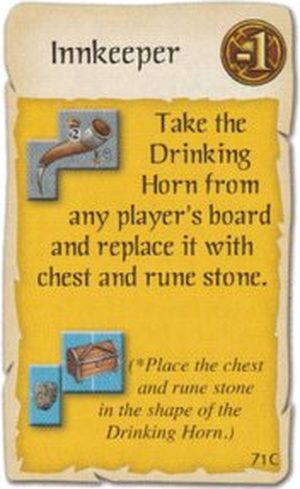 Innkeeper
-1
Take the
Drinking
Horn from
any player's board
and replace it with
chest and rune stone.
(*Place the chest
and rune stone
in the shape of the
Drinking Horn.)
71C